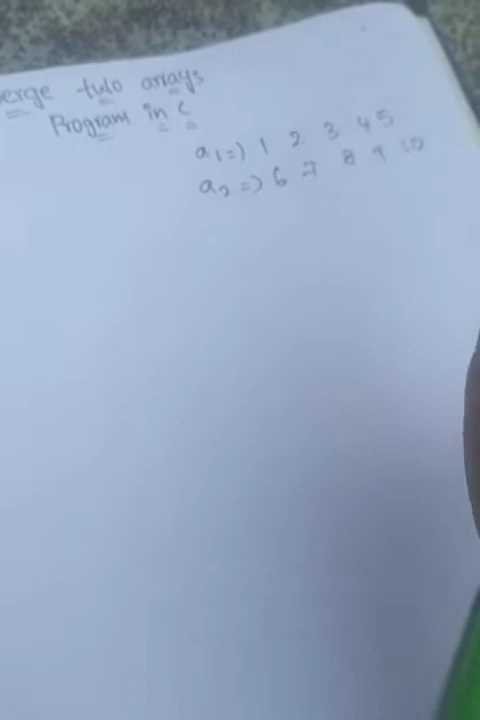 erge two arrays
Program in C
a1 => 1 2 3 4 5
a2 => 6 7 8 9 10